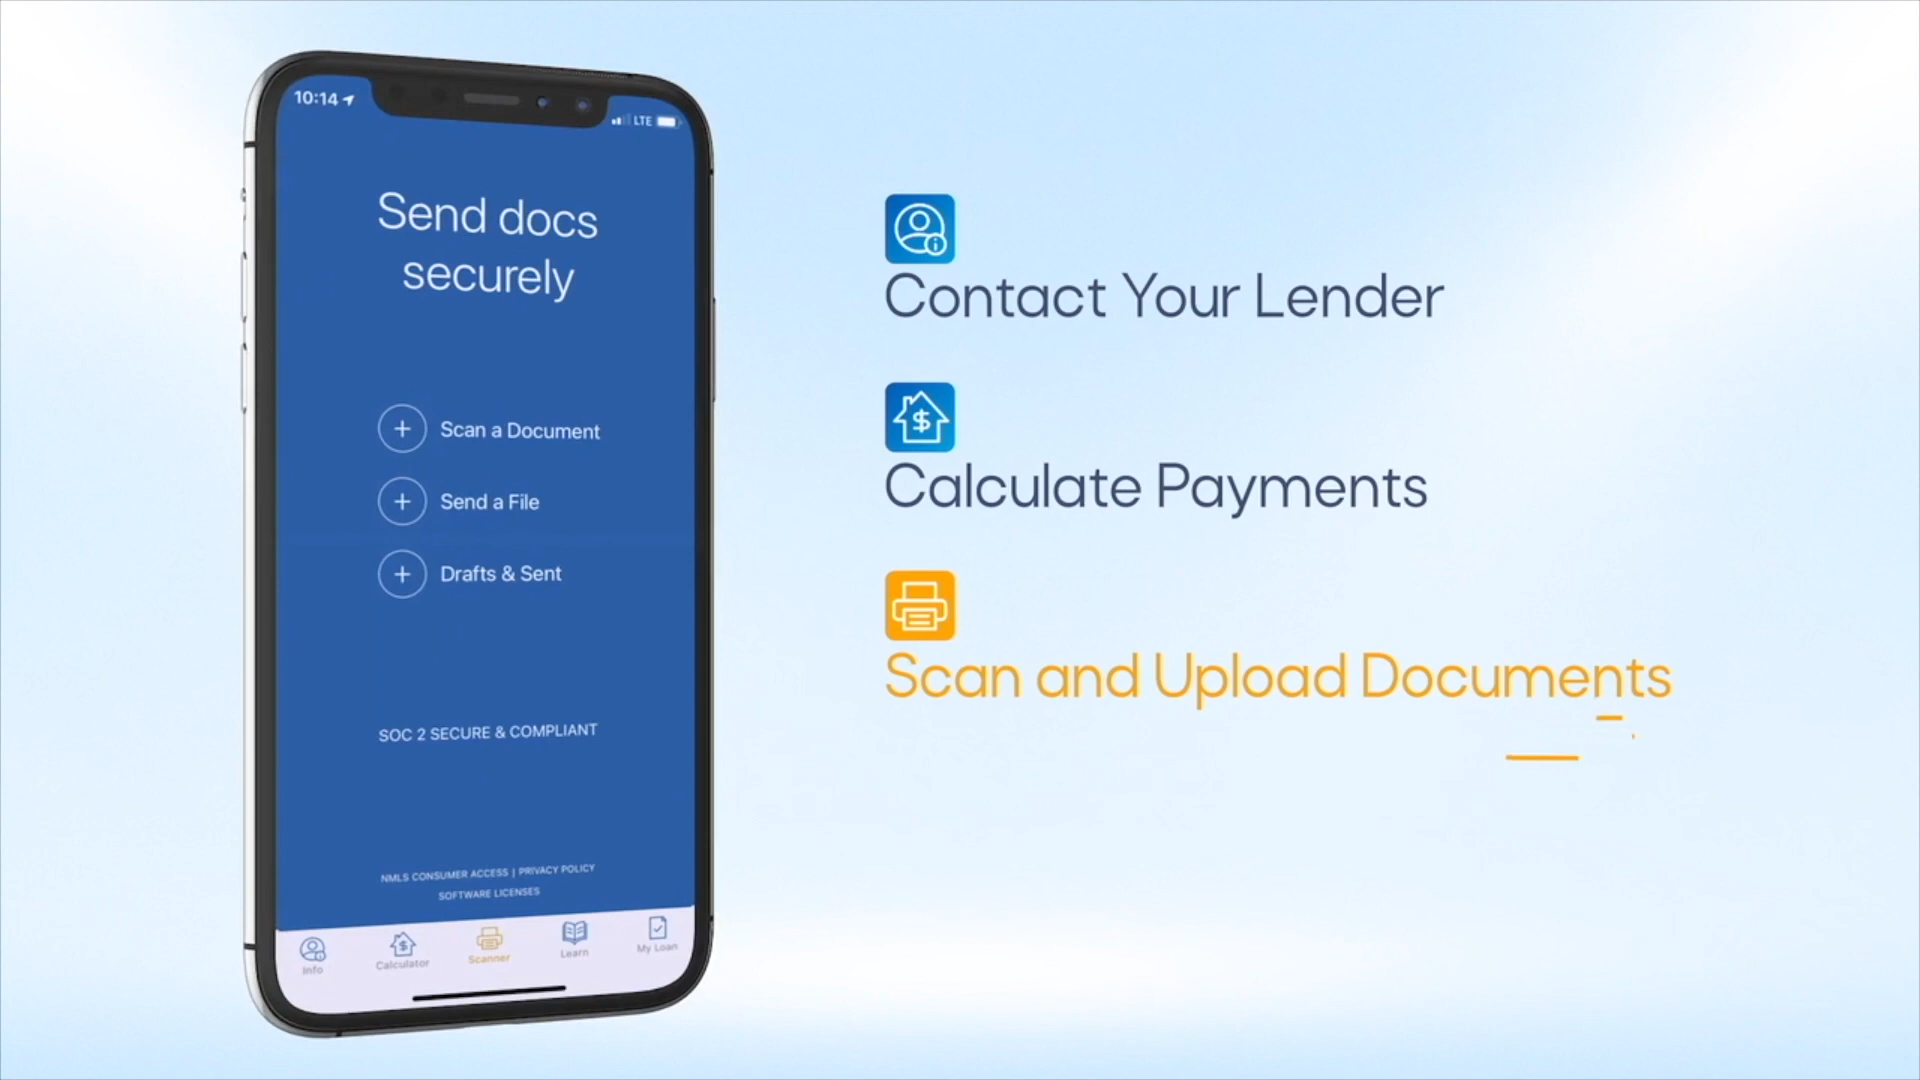 10:14
LTE
Send docs
securely
Scan a Document
Send a File
Drafts & Sent
SOC 2 SECURE & COMPLIANT
NMLS CONSUMER ACCESS | PRIVACY POLICY
SOFTWARE LICENSES
Info
Calculator
Scanner
Learn
My Loan
Contact Your Lender
Calculate Payments
Scan and Upload Documents